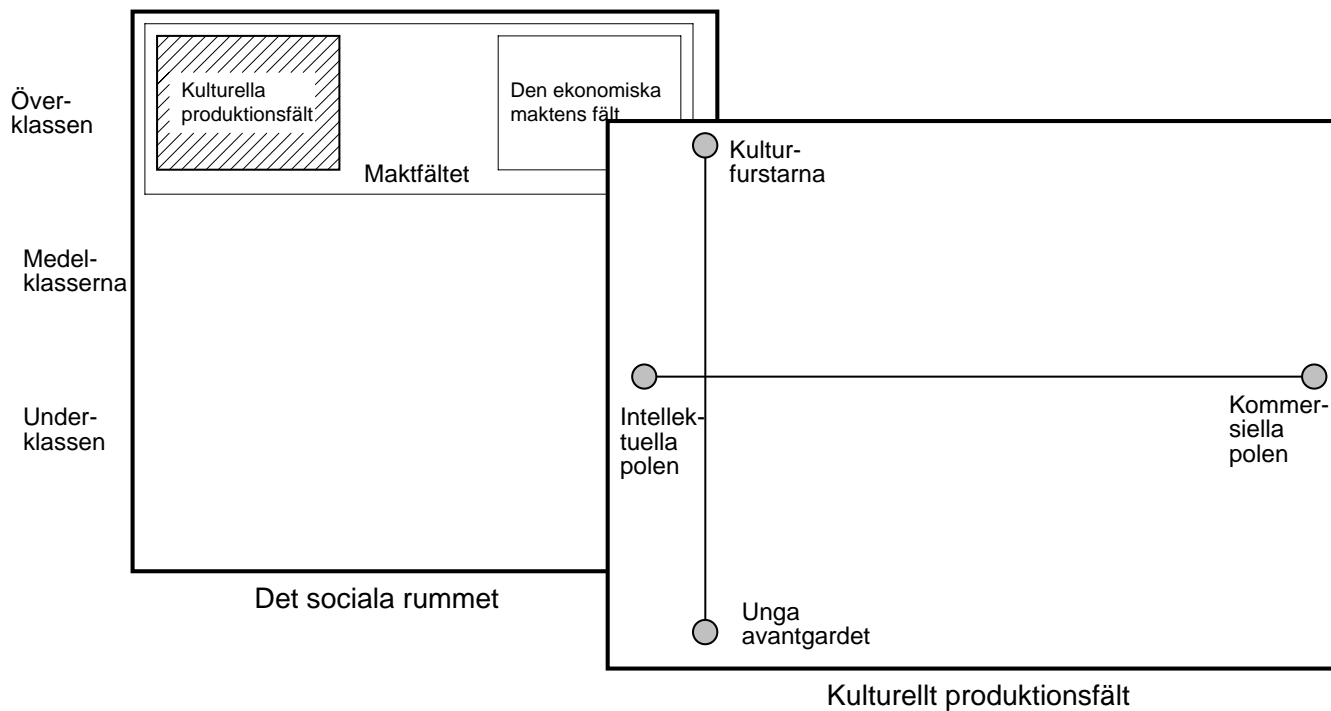 Över-
klassen
Kulturella
produktionsfält
Den ekonomiska
maktens fält
Maktfältet
Kultur-
furstarna
Medel-
klasserna
Under-
klassen
Intellek-
tuella
polen
Kommer-
siella
polen
Det sociala rummet
Unga
avantgardet
Kulturellt produktionsfält